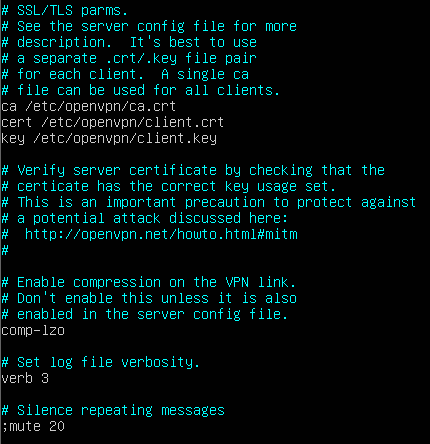 # SSL/TLS parms.
# See the server config file for more
# description.  It's best to use
# a separate .crt/.key file pair
# for each client.  A single ca
# file can be used for all clients.
ca /etc/openvpn/ca.crt
cert /etc/openvpn/client.crt
key /etc/openvpn/client.key

# Verify server certificate by checking that the
# certicate has the correct key usage set.
# This is an important precaution to protect against
# a potential attack discussed here:
#  http://openvpn.net/howto.html#mitm
#

# Enable compression on the VPN link.
# Don't enable this unless it is also
# enabled in the server config file.
comp-lzo

# Set log file verbosity.
verb 3

# Silence repeating messages
;mute 20